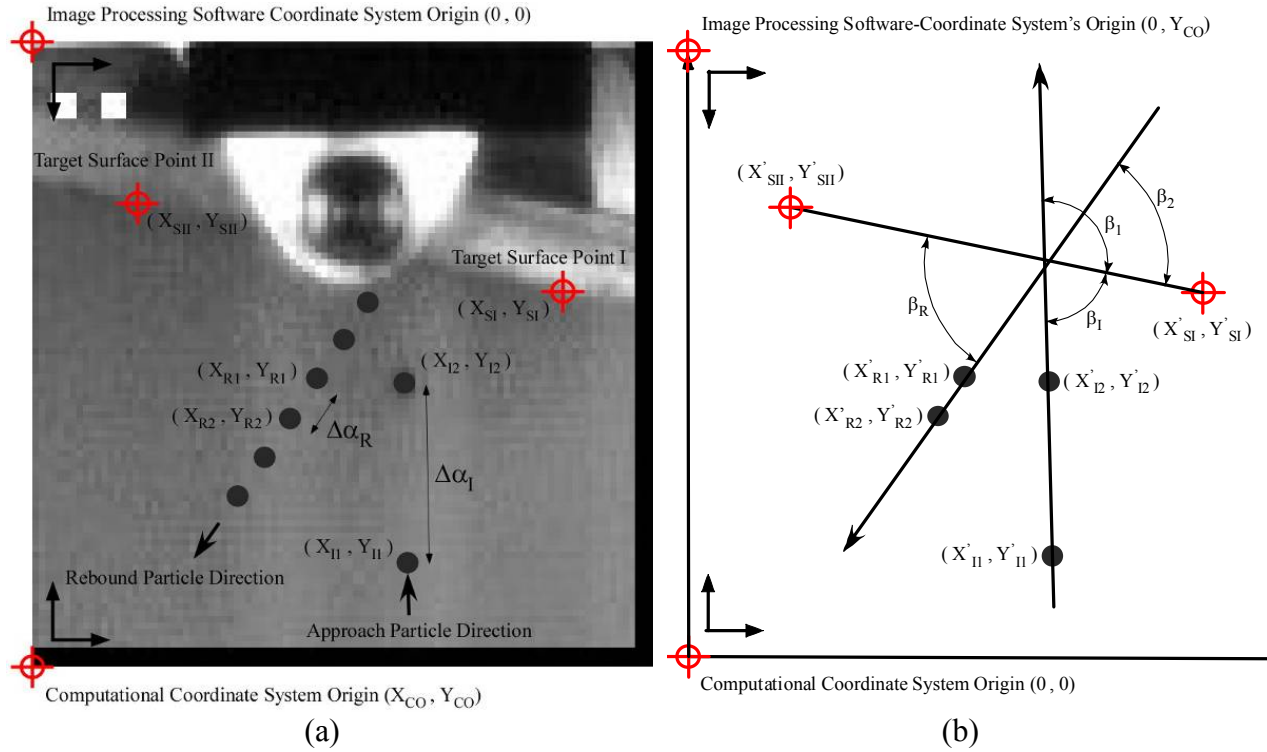 Image Processing Software Coordinate System Origin (0 , 0)
Target Surface Point II
( X_SII , Y_SII )
Target Surface Point I
( X_SI , Y_SI )
( X_R1 , Y_R1 )
( X_I2 , Y_I2 )
( X_R2 , Y_R2 )
Δα_R
Δα_I
( X_I1 , Y_I1 )
Rebound Particle Direction
Approach Particle Direction
Computational Coordinate System Origin (X_CO , Y_CO )
(a)
Image Processing Software-Coordinate System's Origin (0 , Y_CO )
( X'_SII , Y'_SII )
β_2
β_1
β_R
β_I
( X'_SI , Y'_SI )
( X'_R1 , Y'_R1 )
( X'_I2 , Y'_I2 )
( X'_R2 , Y'_R2 )
( X'_I1 , Y'_I1 )
Computational Coordinate System Origin (0 , 0)
(b)